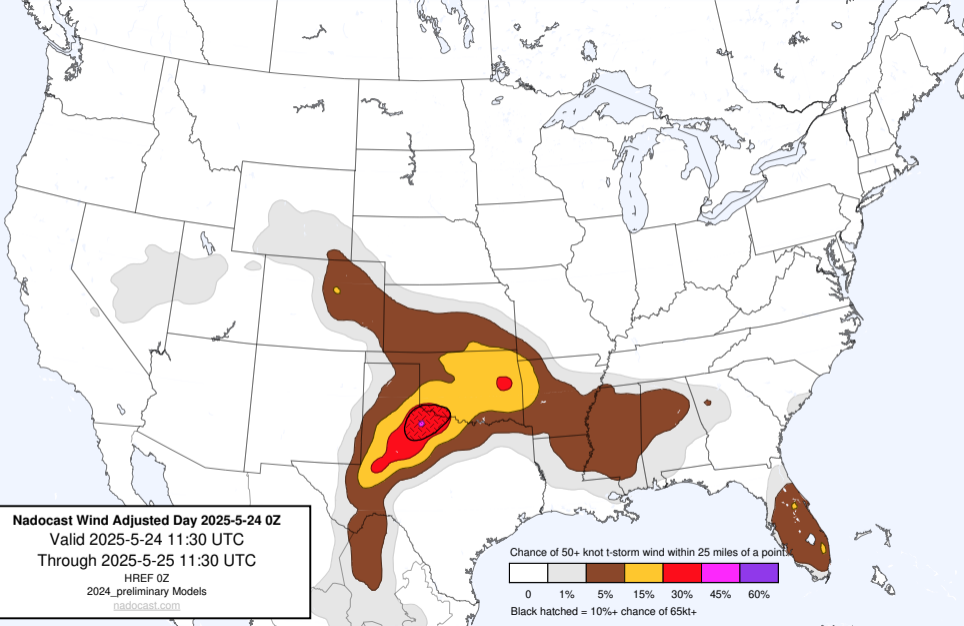 Nadocast Wind Adjusted Day 2025-5-24 0Z
Valid 2025-5-24 11:30 UTC
Through 2025-5-25 11:30 UTC
HREF 0Z
2024_preliminary Models
nadocast.com
Chance of 50+ knot t-storm wind within 25 miles of a point.
0 1% 5% 15% 30% 45% 60%
Black hatched = 10%+ chance of 65kt+